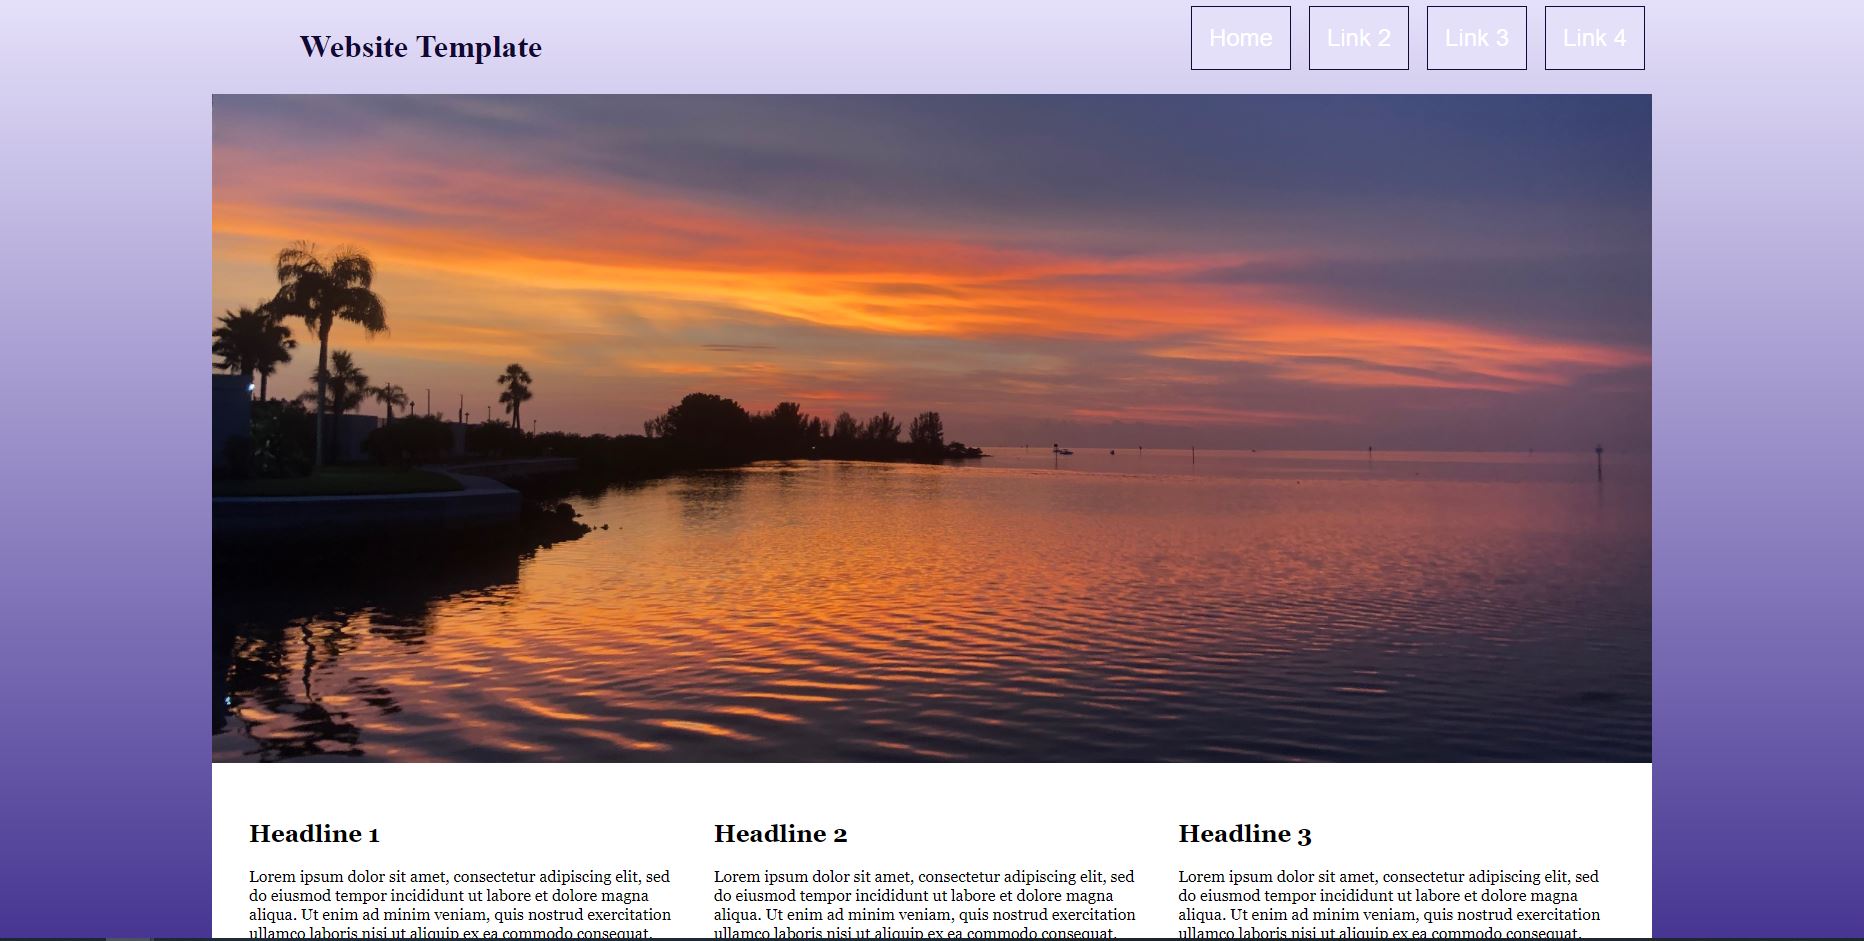 Website Template
Home
Link 2
Link 3
Link 4
Headline 1
Lorem ipsum dolor sit amet, consectetur adipiscing elit, sed
do eiusmod tempor incididunt ut labore et dolore magna
aliqua. Ut enim ad minim veniam, quis nostrud exercitation
ullamco laboris nisi ut aliquip ex ea commodo consequat.
Headline 2
Lorem ipsum dolor sit amet, consectetur adipiscing elit, sed
do eiusmod tempor incididunt ut labore et dolore magna
aliqua. Ut enim ad minim veniam, quis nostrud exercitation
ullamco laboris nisi ut aliquip ex ea commodo consequat.
Headline 3
Lorem ipsum dolor sit amet, consectetur adipiscing elit, sed
do eiusmod tempor incididunt ut labore et dolore magna
aliqua. Ut enim ad minim veniam, quis nostrud exercitation
ullamco laboris nisi ut aliquip ex ea commodo consequat.